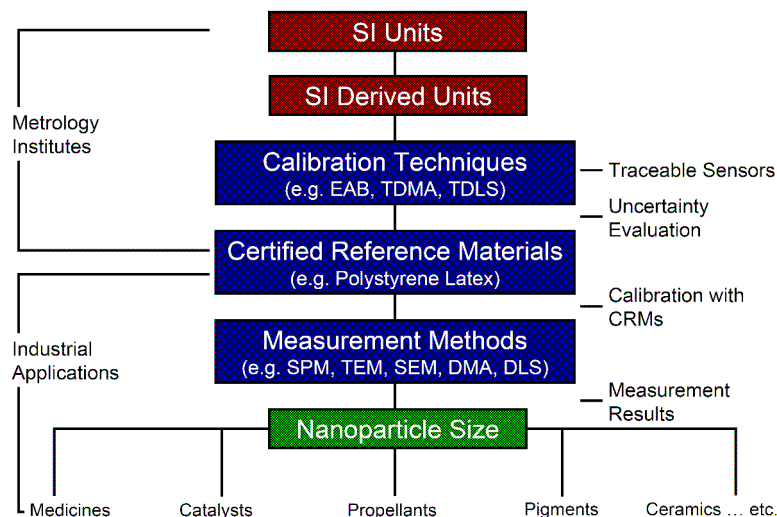 SI Units
SI Derived Units
Metrology
Institutes
Calibration Techniques
(e.g. EAB, TDMA, TDLS)
Traceable Sensors
Uncertainty
Evaluation
Certified Reference Materials
(e.g. Polystyrene Latex)
Calibration with
CRMs
Industrial
Applications
Measurement Methods
(e.g. SPM, TEM, SEM, DMA, DLS)
Measurement
Results
Nanoparticle Size
Medicines
Catalysts
Propellants
Pigments
Ceramics ... etc.